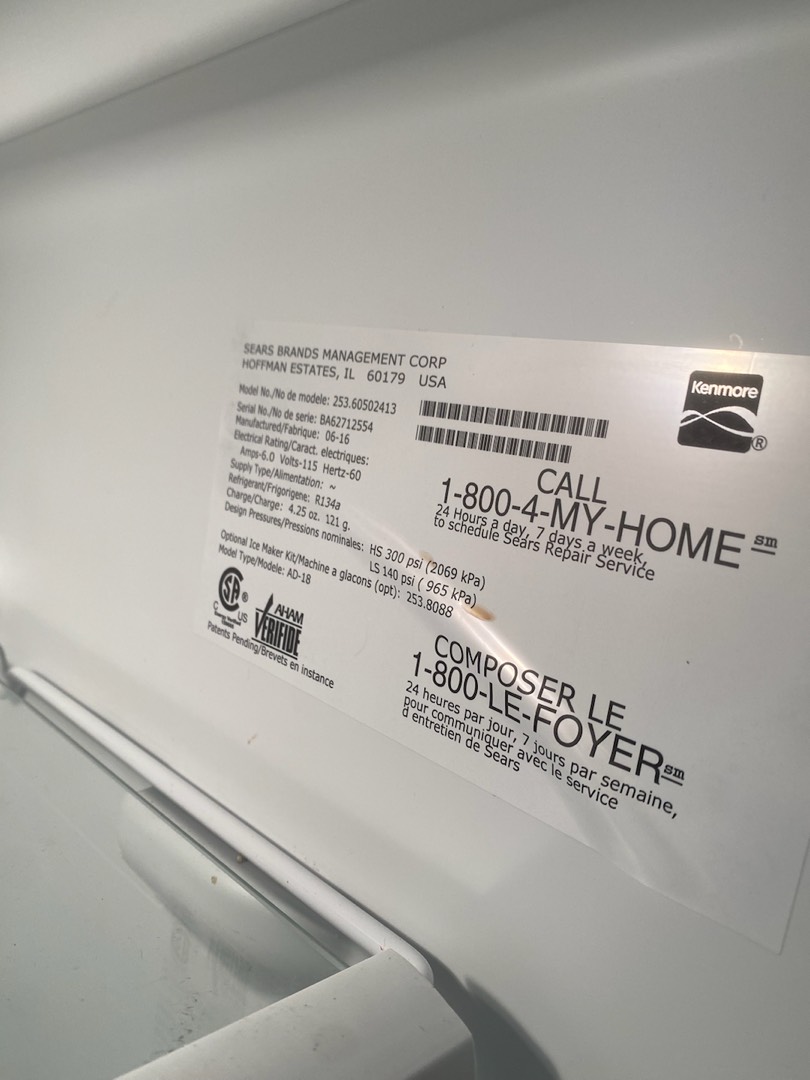 SEARS BRANDS MANAGEMENT CORP
HOFFMAN ESTATES, IL 60179 USA
Model No./No de modele: 253.60502413
Serial No./No de serie: BA62712554
Manufactured/Fabrique: 06-16
Electrical Rating/Caract. electriques:
Amps-6.0 Volts-115 Hertz-60
Supply Type/Alimentation: ~
Refrigerant/Frigorigene: R134a
Charge/Charge: 4.25 oz. 121 g.
Design Pressures/Pressions nominales: HS 300 psi (2069 kPa)
LS 140 psi ( 965 kPa)
Optional Ice Maker Kit/Machine a glacons (opt): 253.8088
Model Type/Modele: AD-18
SA ®
C US
AHAM
VERIFIDE
Patents Pending/Brevets en instance
Kenmore
®
CALL
1-800-4-MY-HOME sm
24 Hours a day, 7 days a week,
to schedule Sears Repair Service
COMPOSER LE
1-800-LE-FOYER sm
24 heures par jour, 7 jours par semaine,
pour communiquer avec le service
d entretien de Sears